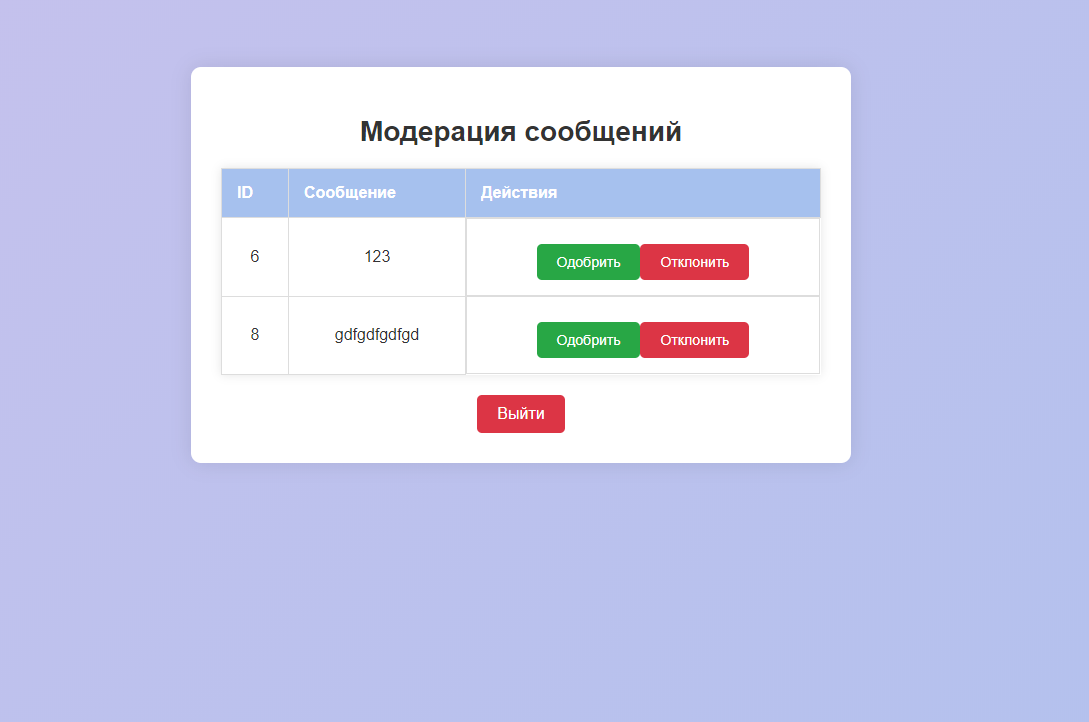 Модерация сообщений
ID Сообщение Действия
6 123 Одобрить Отклонить
8 gdfgdfgdfgd Одобрить Отклонить
Выйти